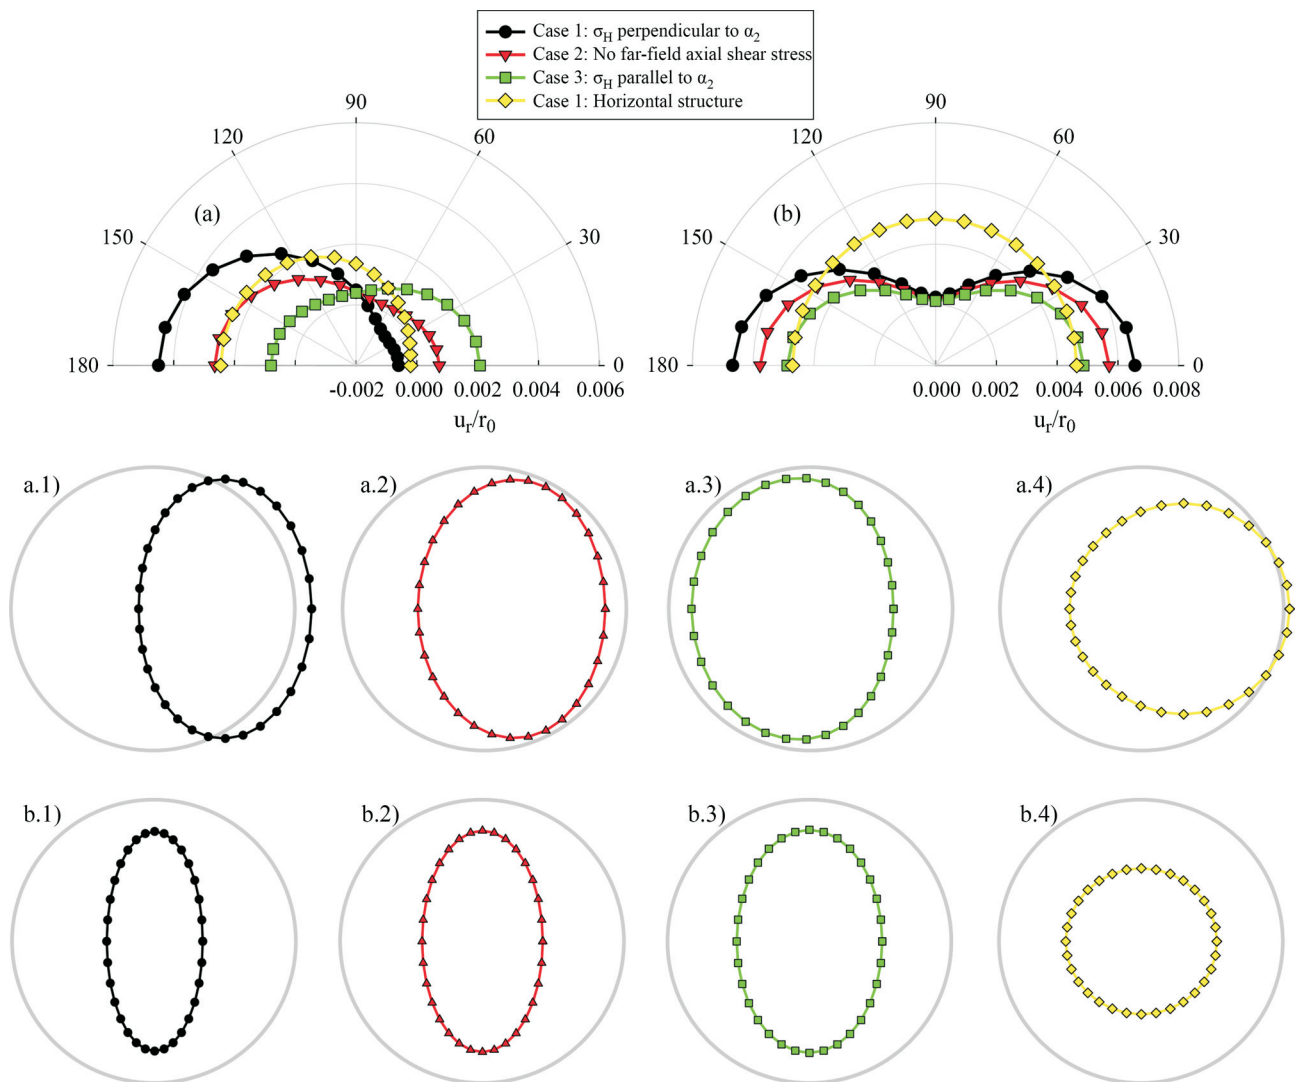 Case 1: σH perpendicular to α2
Case 2: No far-field axial shear stress
Case 3: σH parallel to α2
Case 1: Horizontal structure
90
120
60
(a)
150
30
180
0
-0.002 0.000 0.002 0.004 0.006
ur/r0
90
120
60
(b)
150
30
180
0
0.000 0.002 0.004 0.006 0.008
ur/r0
a.1)
a.2)
a.3)
a.4)
b.1)
b.2)
b.3)
b.4)